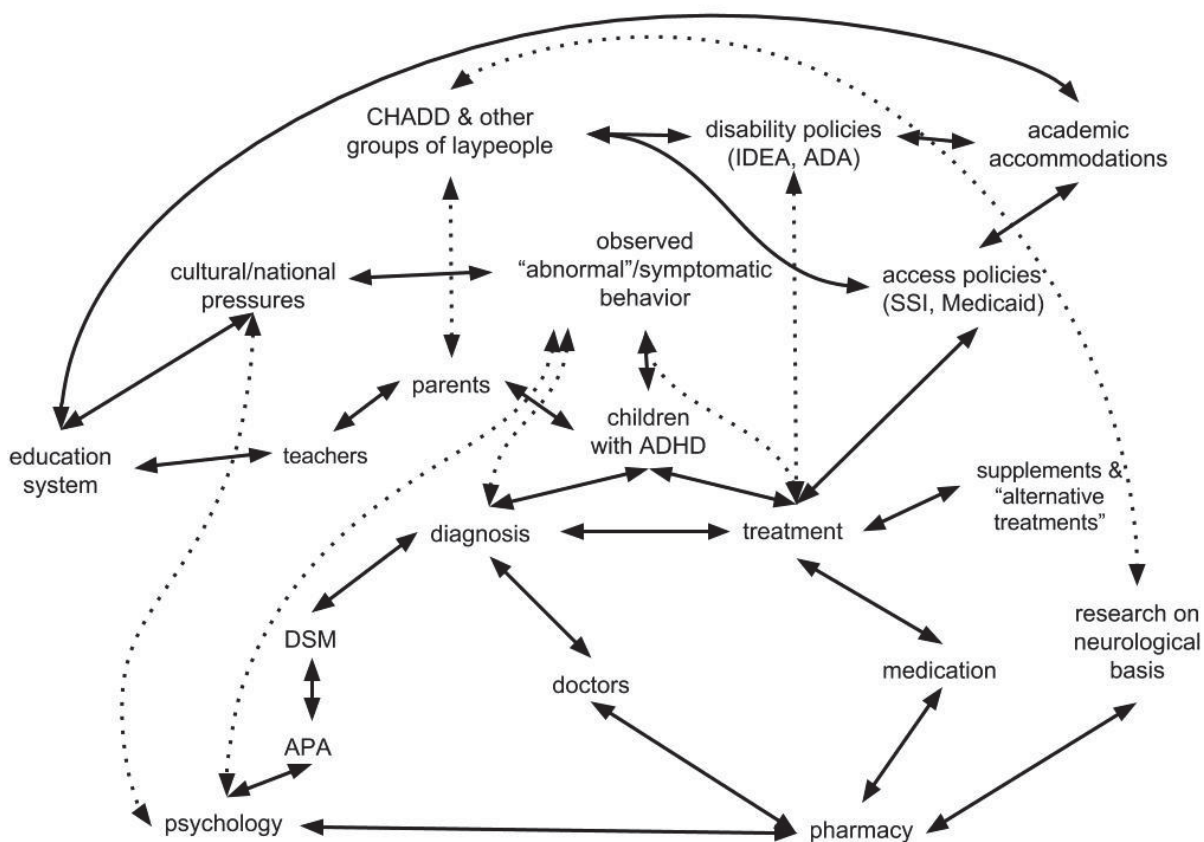 CHADD & other
groups of laypeople
disability policies
(IDEA, ADA)
academic
accommodations
cultural/national
pressures
observed
“abnormal”/symptomatic
behavior
access policies
(SSI, Medicaid)
parents
children
with ADHD
education
system
teachers
supplements &
“alternative
treatments”
diagnosis
treatment
DSM
doctors
medication
research on
neurological
basis
APA
psychology
pharmacy